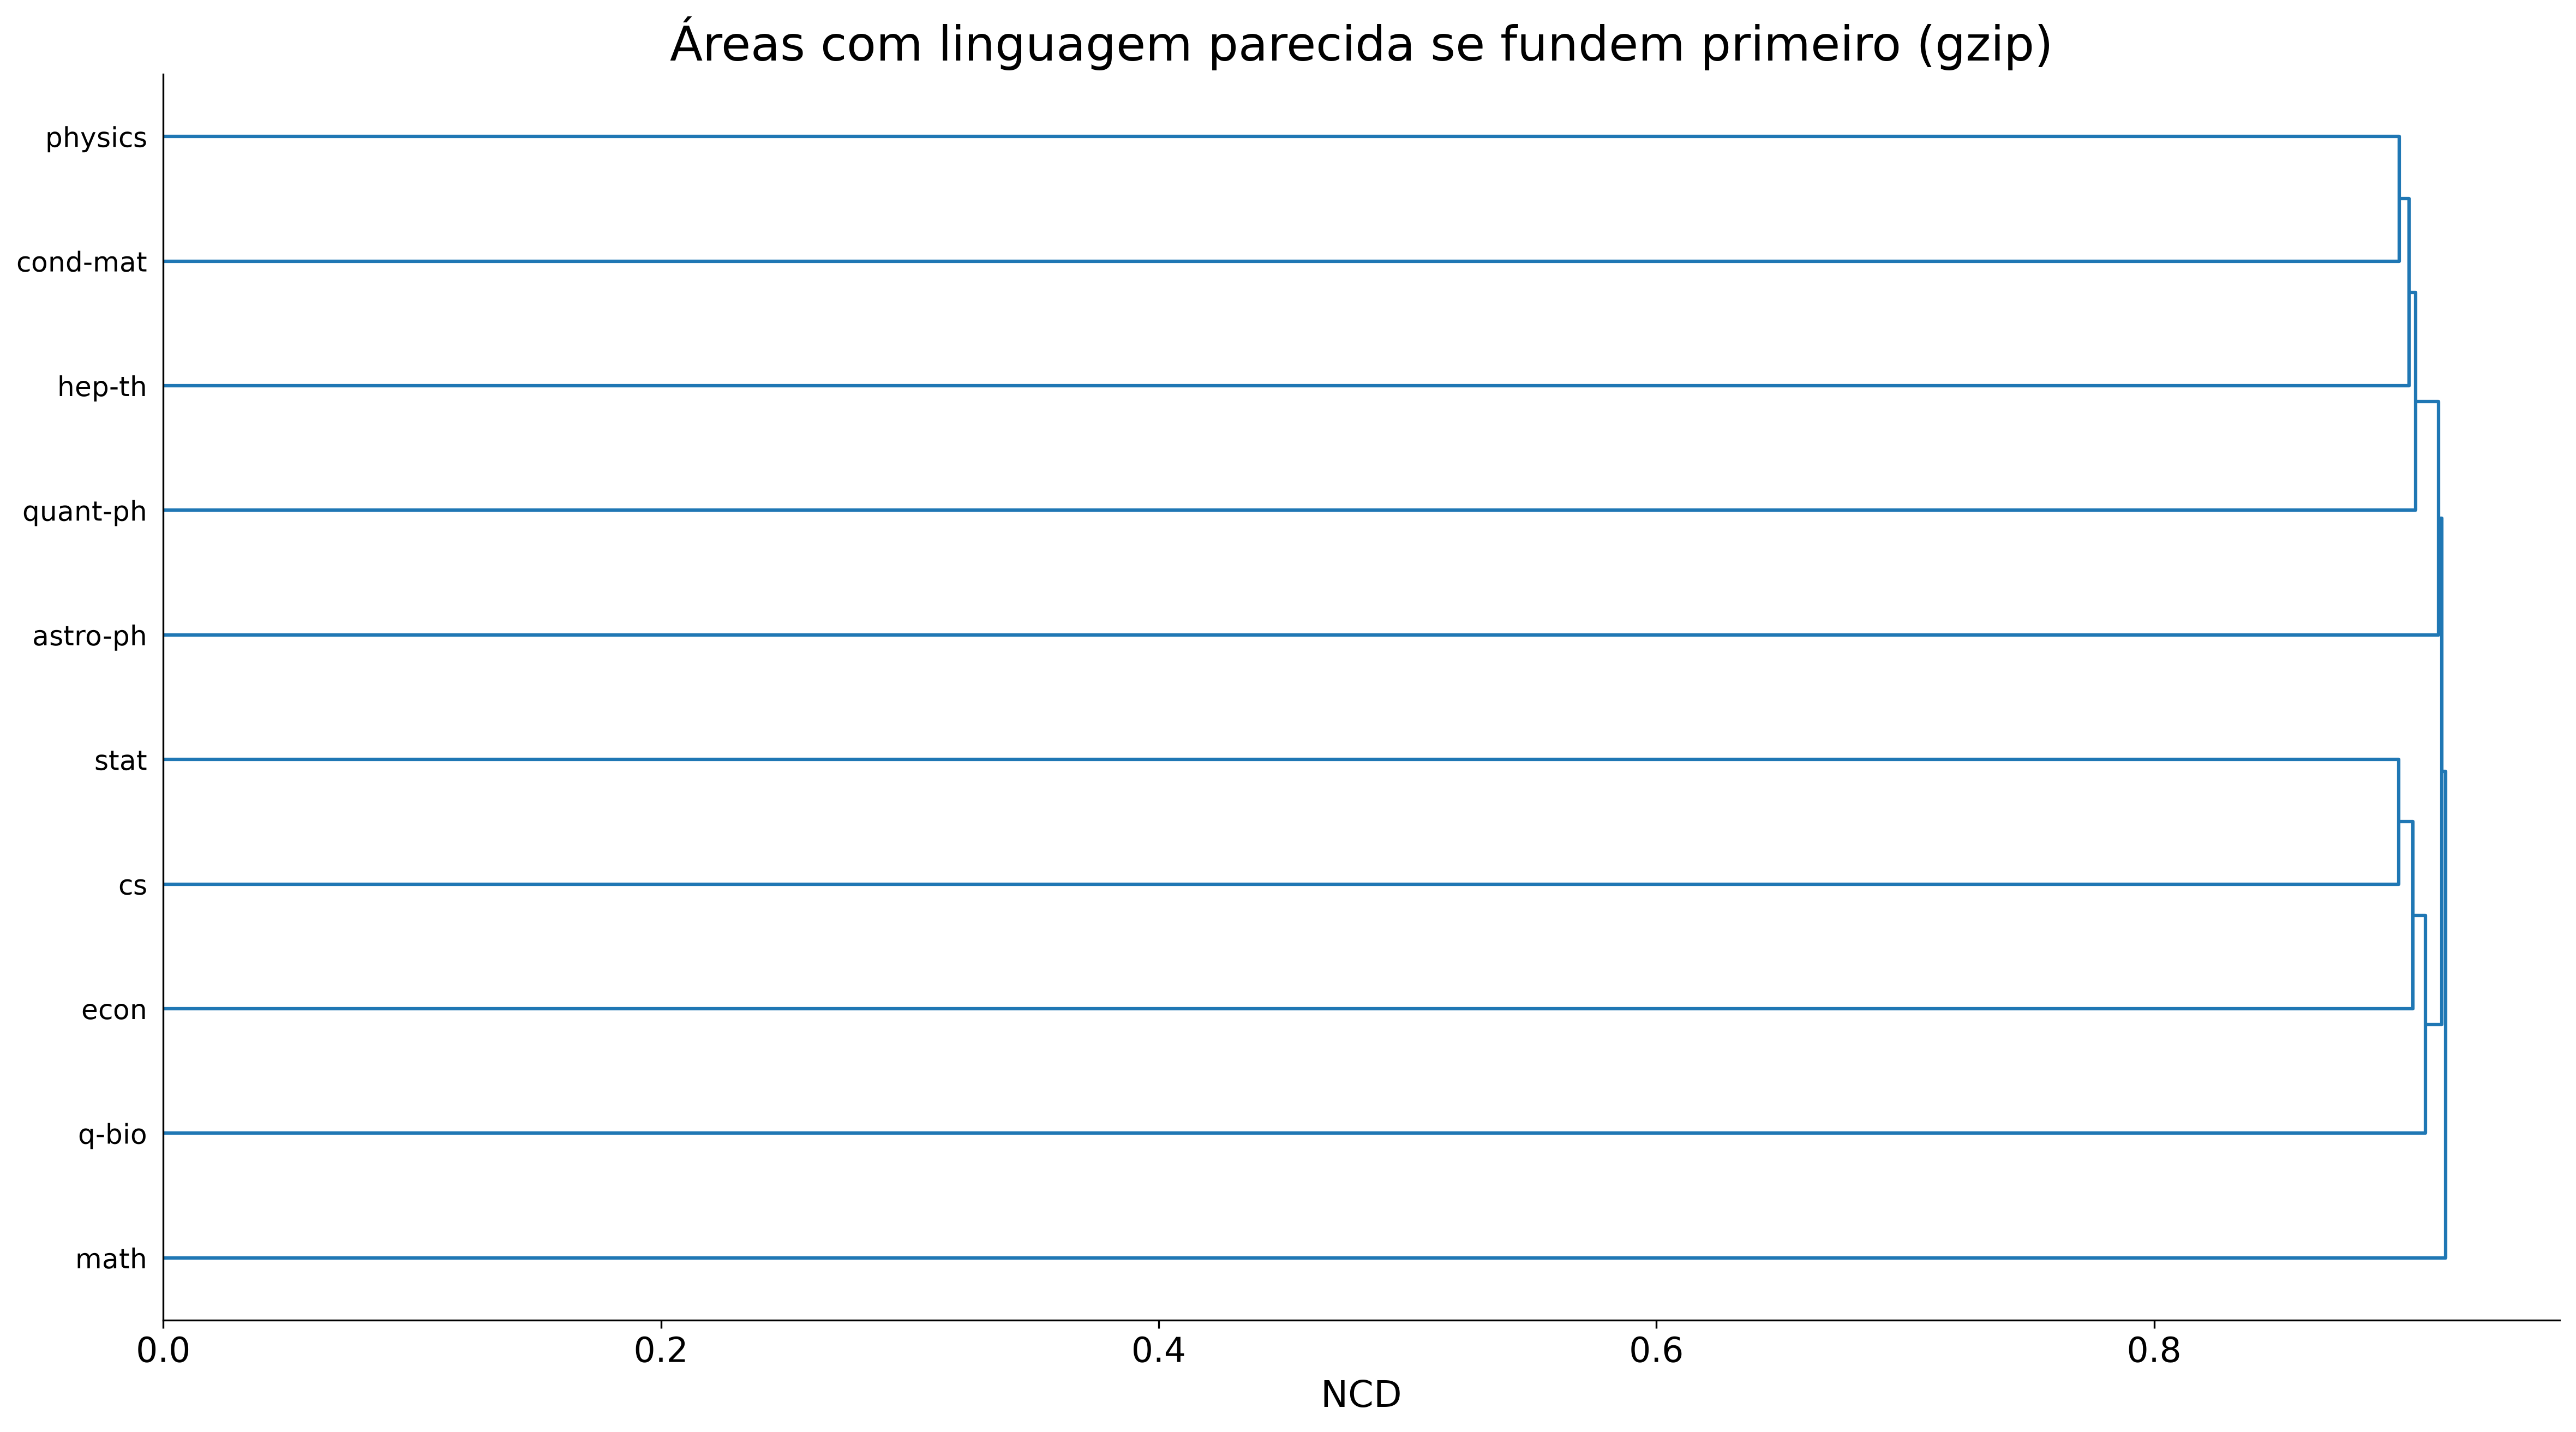 Áreas com linguagem parecida se fundem primeiro (gzip)
physics
cond-mat
hep-th
quant-ph
astro-ph
stat
cs
econ
q-bio
math
0.0 0.2 0.4 0.6 0.8
NCD